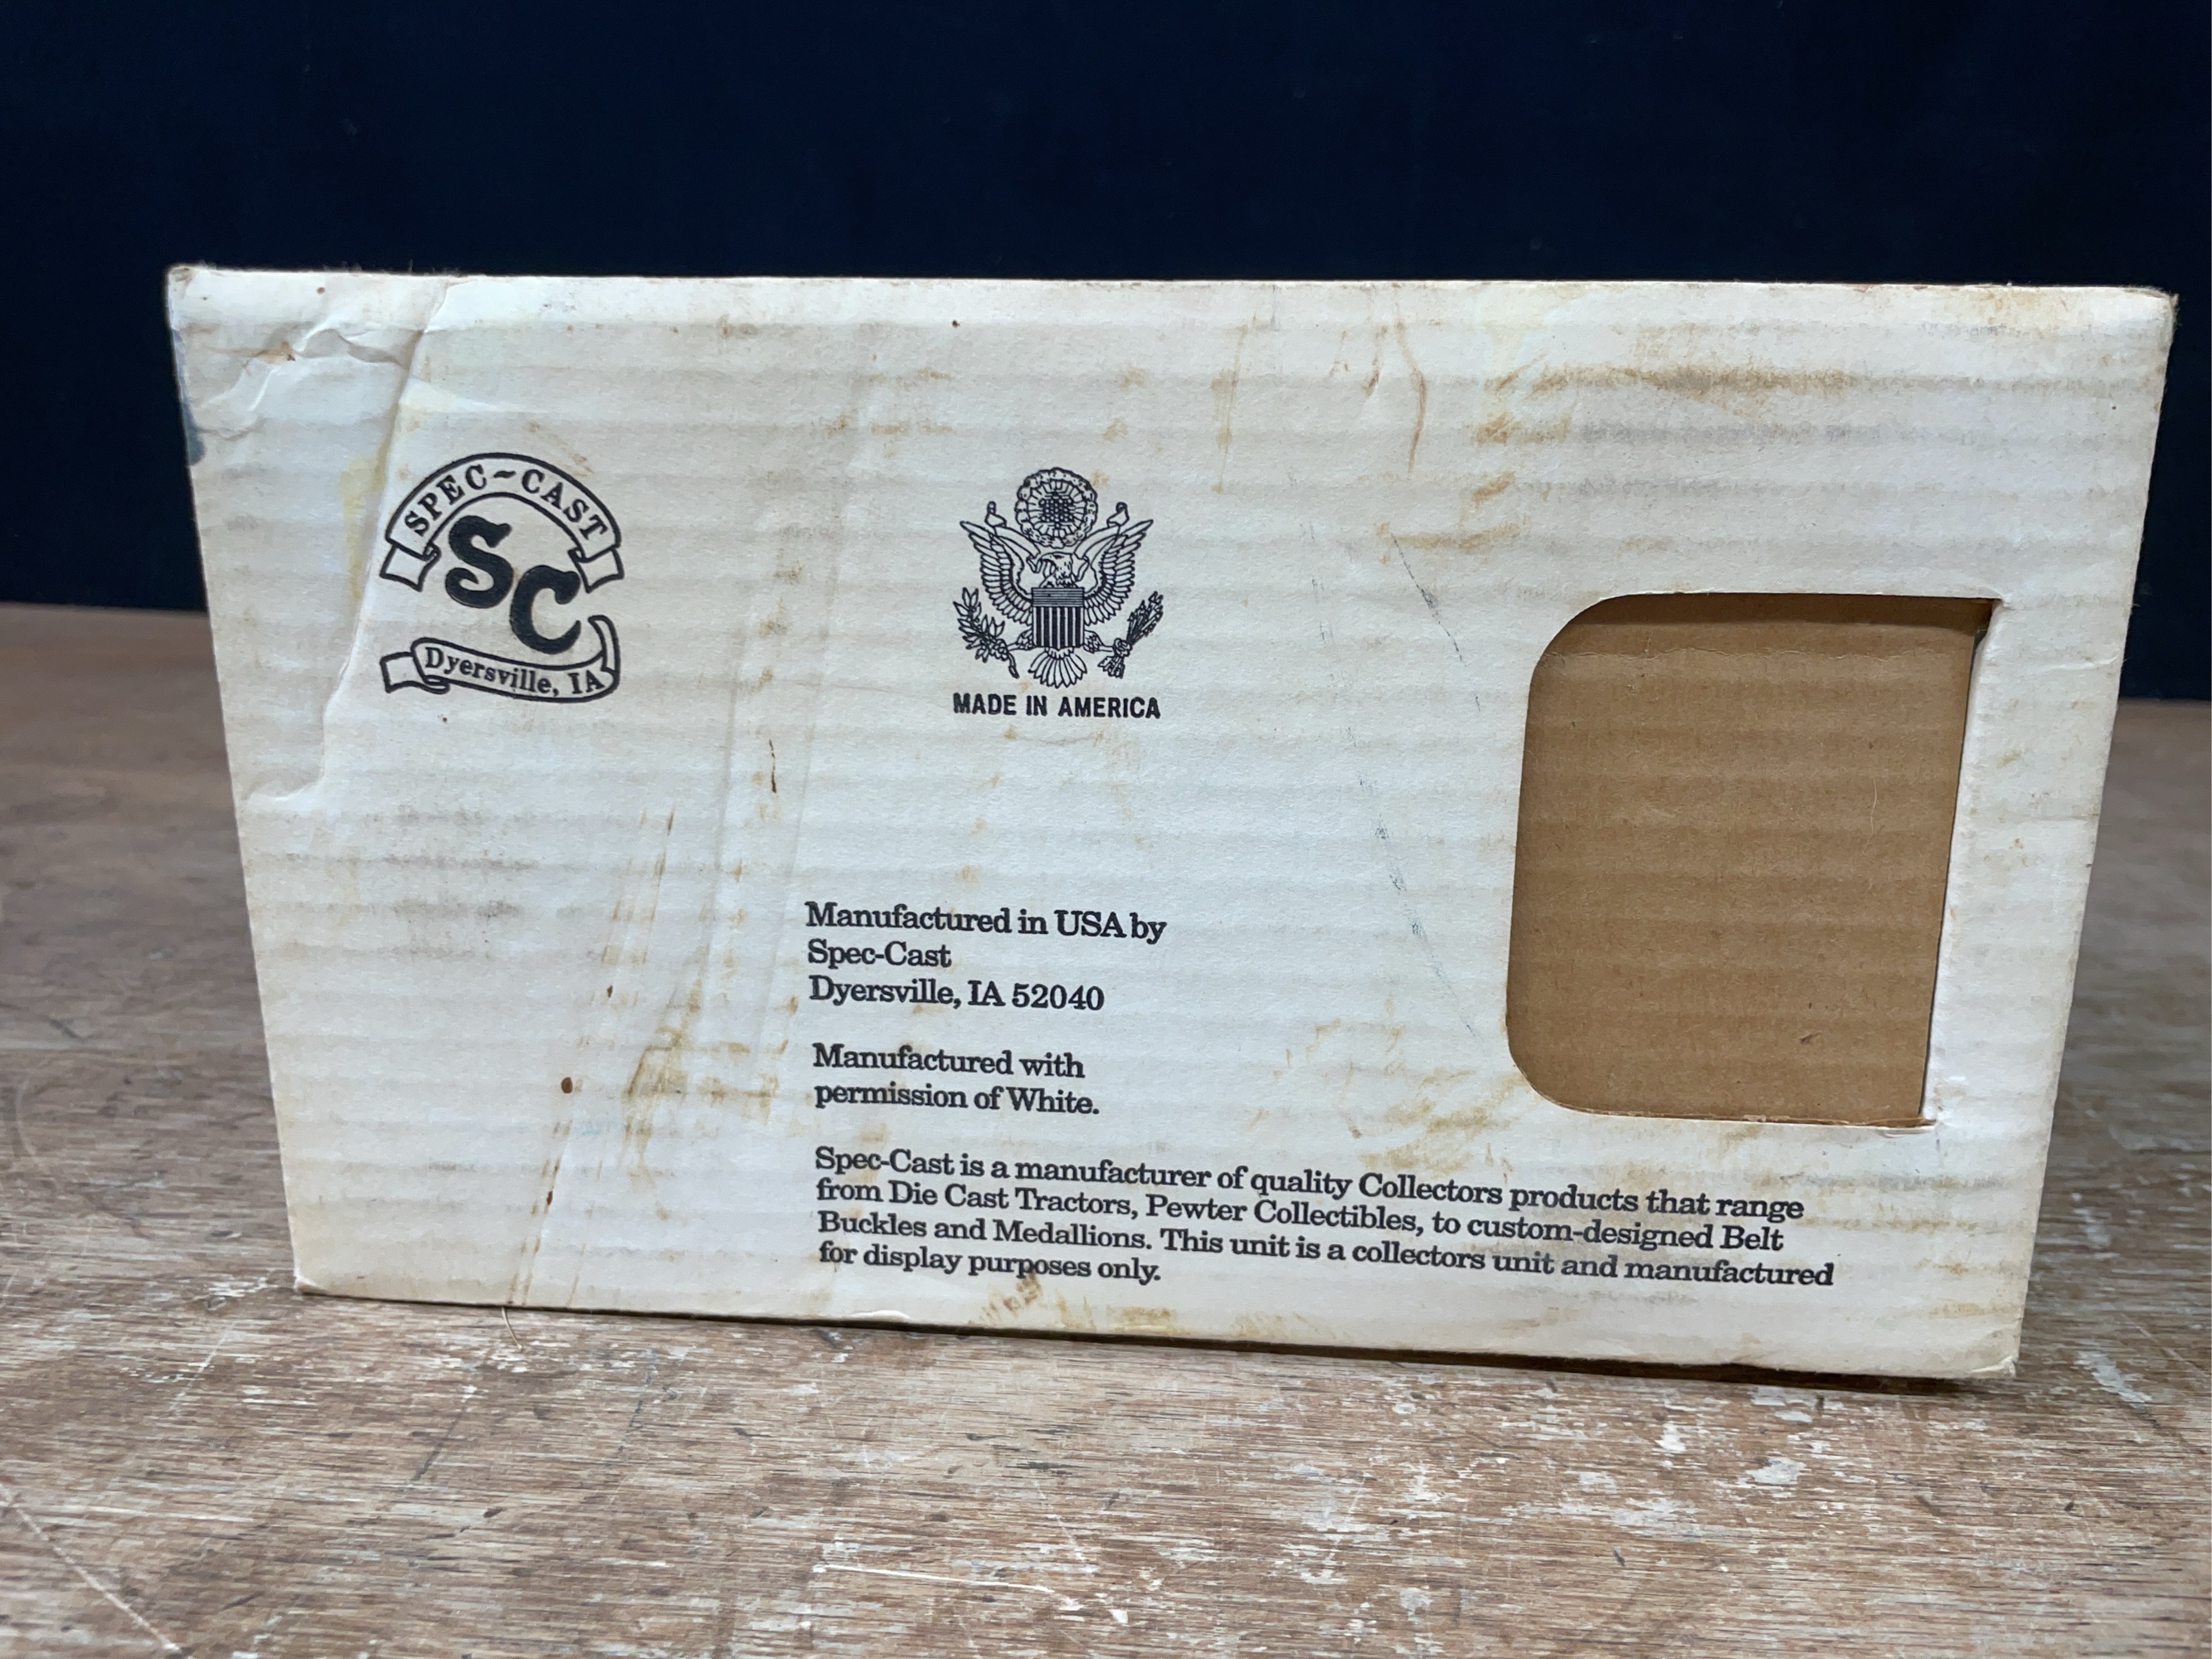 SPEC~CAST
SC
Dyersville, IA
MADE IN AMERICA
Manufactured in USA by
Spec-Cast
Dyersville, IA 52040
Manufactured with
permission of White.
Spec-Cast is a manufacturer of quality Collectors products that range
from Die Cast Tractors, Pewter Collectibles, to custom-designed Belt
Buckles and Medallions. This unit is a collectors unit and manufactured
for display purposes only.